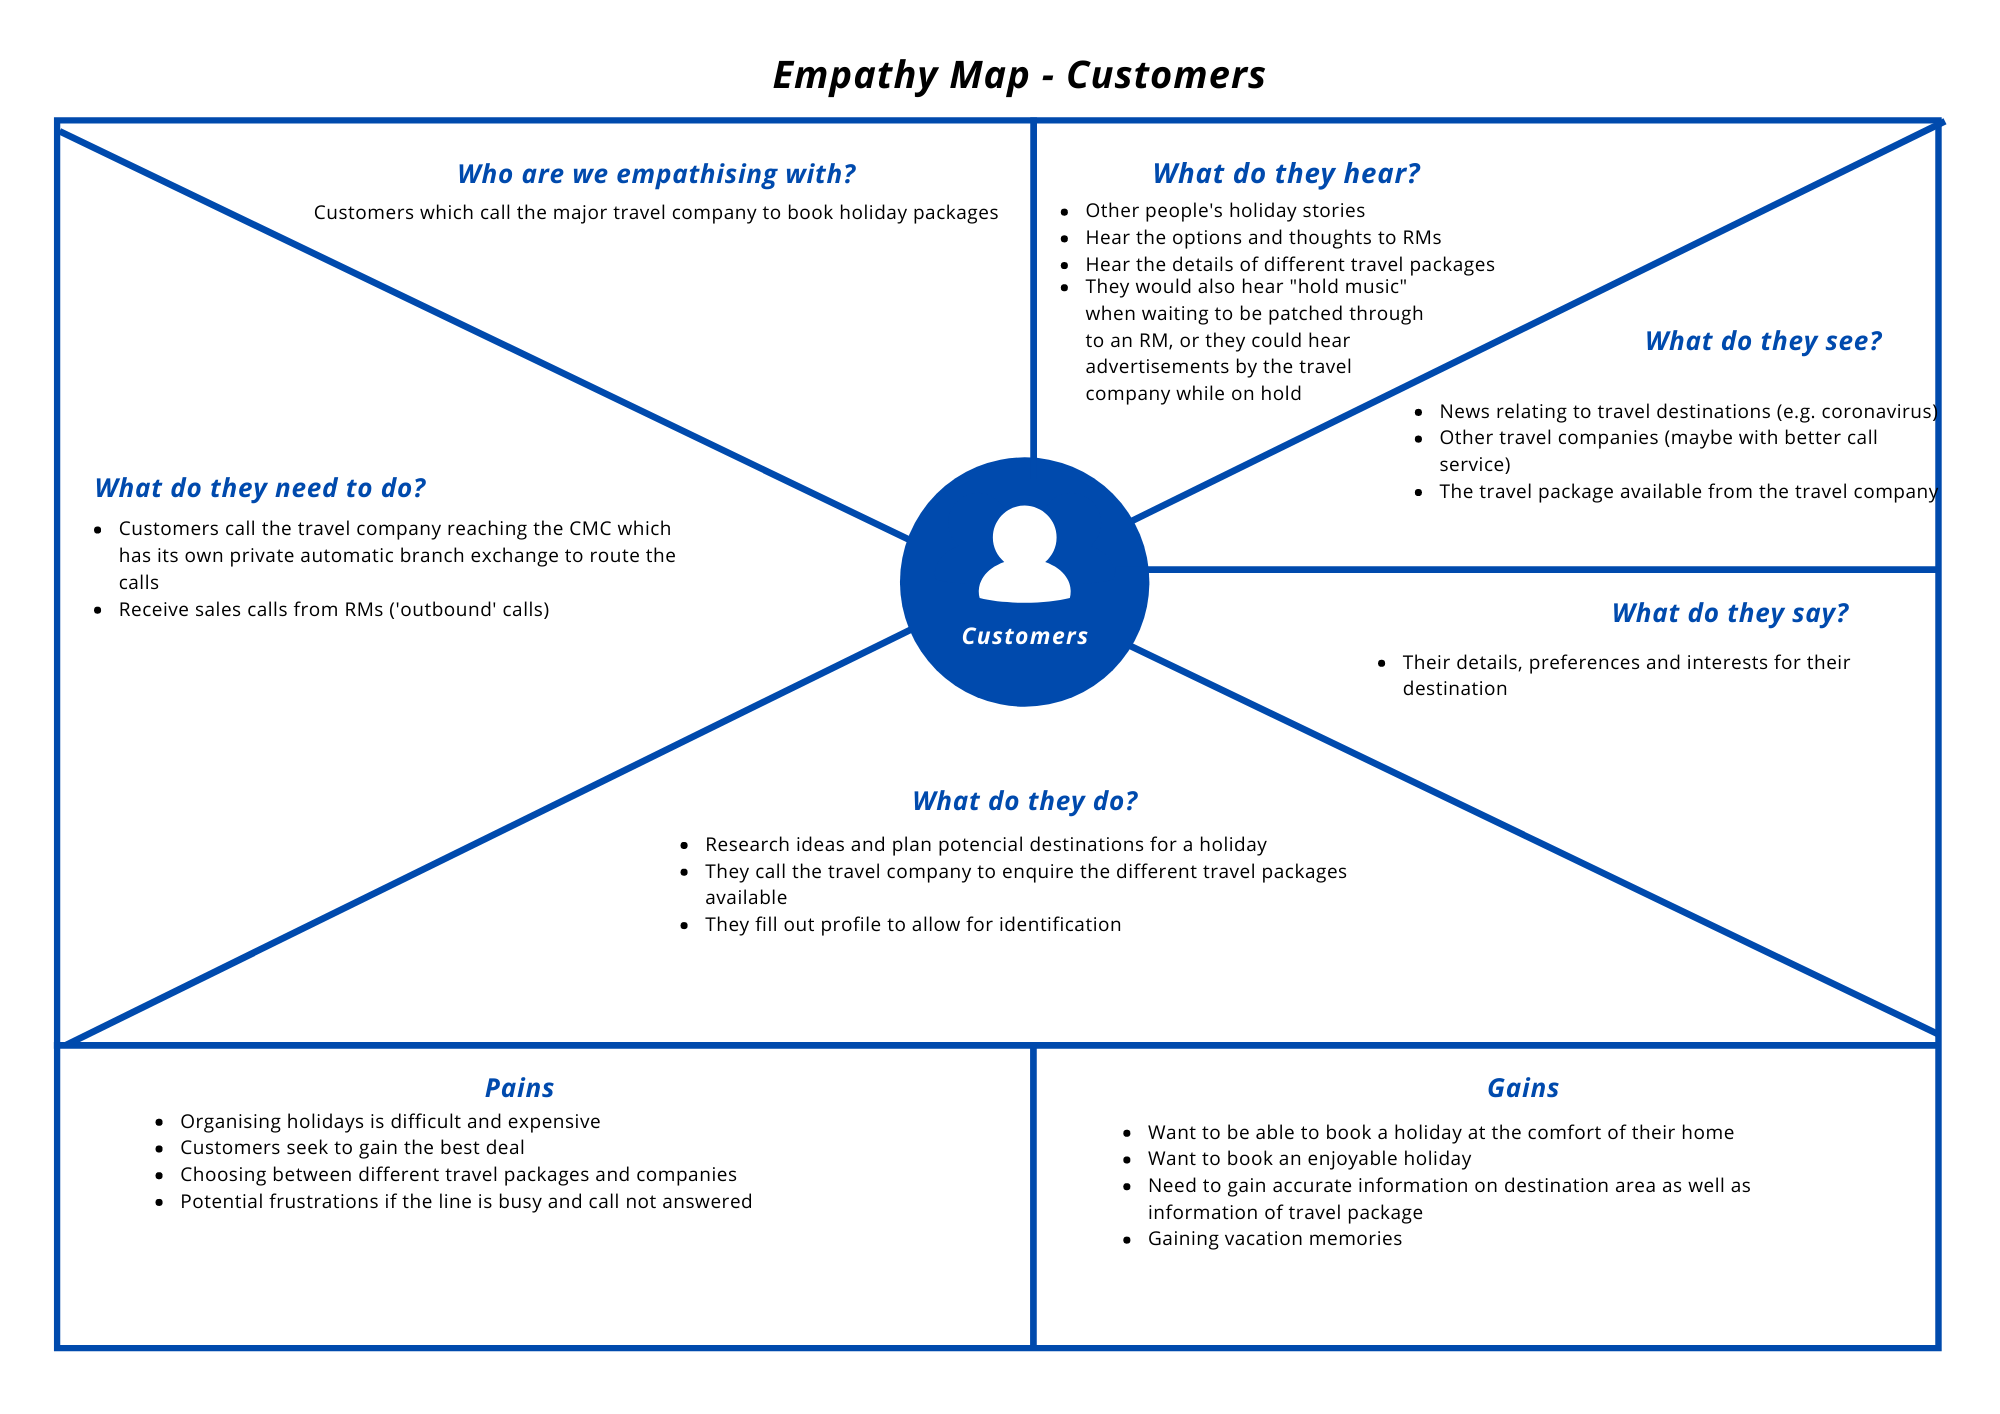 Empathy Map - Customers
Who are we empathising with?
Customers which call the major travel company to book holiday packages
What do they hear?
Other people's holiday stories
Hear the options and thoughts to RMs
Hear the details of different travel packages
They would also hear "hold music"
when waiting to be patched through
to an RM, or they could hear
advertisements by the travel
company while on hold
What do they see?
News relating to travel destinations (e.g. coronavirus)
Other travel companies (maybe with better call
service)
The travel package available from the travel company
What do they need to do?
Customers call the travel company reaching the CMC which
has its own private automatic branch exchange to route the
calls
Receive sales calls from RMs ('outbound' calls)
Customers
What do they say?
Their details, preferences and interests for their
destination
What do they do?
Research ideas and plan potencial destinations for a holiday
They call the travel company to enquire the different travel packages
available
They fill out profile to allow for identification
Pains
Organising holidays is difficult and expensive
Customers seek to gain the best deal
Choosing between different travel packages and companies
Potential frustrations if the line is busy and call not answered
Gains
Want to be able to book a holiday at the comfort of their home
Want to book an enjoyable holiday
Need to gain accurate information on destination area as well as
information of travel package
Gaining vacation memories